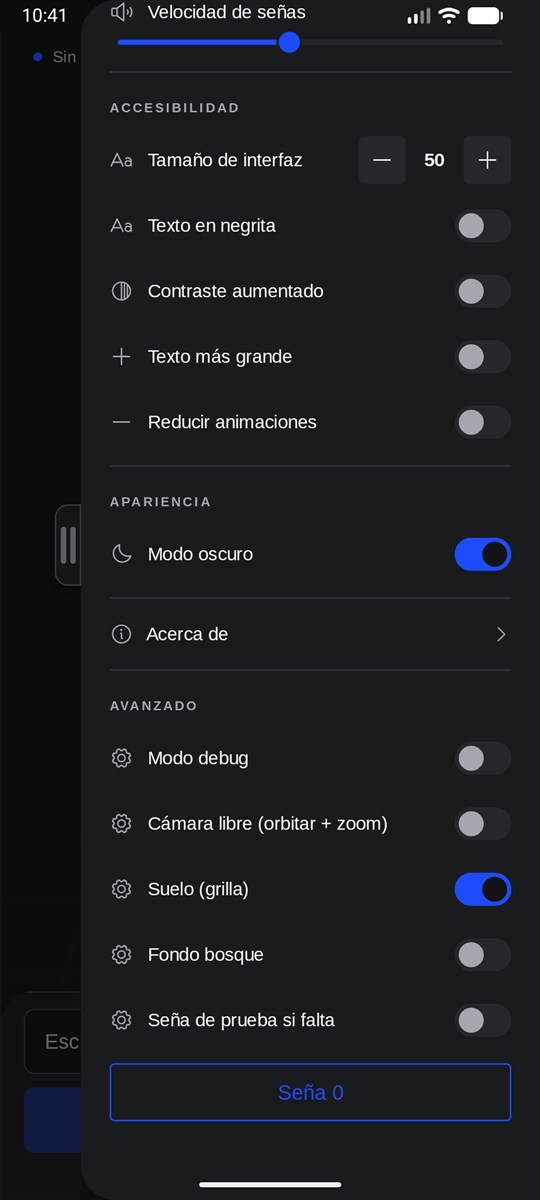 10:41
Velocidad de señas
Sin
ACCESIBILIDAD
Tamaño de interfaz
50
Texto en negrita
Contraste aumentado
Texto más grande
Reducir animaciones
APARIENCIA
Modo oscuro
Acerca de
AVANZADO
Modo debug
Cámara libre (orbitar + zoom)
Suelo (grilla)
Fondo bosque
Seña de prueba si falta
Esc
Seña 0